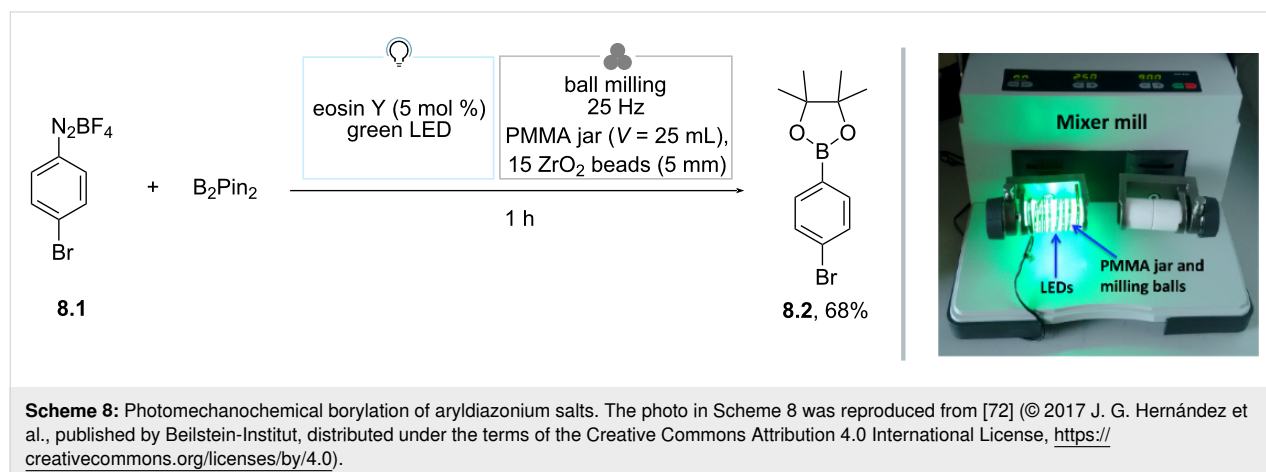 N₂BF₄
Br
8.1
+
B₂Pin₂
eosin Y (5 mol %)
green LED
ball milling
25 Hz
PMMA jar (V = 25 mL),
15 ZrO₂ beads (5 mm)
1 h
O
O
B
Br
8.2, 68%
250
900
Mixer mill
LEDs
PMMA jar and
milling balls
Scheme 8: Photomechanochemical borylation of aryldiazonium salts. The photo in Scheme 8 was reproduced from [72] (© 2017 J. G. Hernández et
al., published by Beilstein-Institut, distributed under the terms of the Creative Commons Attribution 4.0 International License, https://
creativecommons.org/licenses/by/4.0).